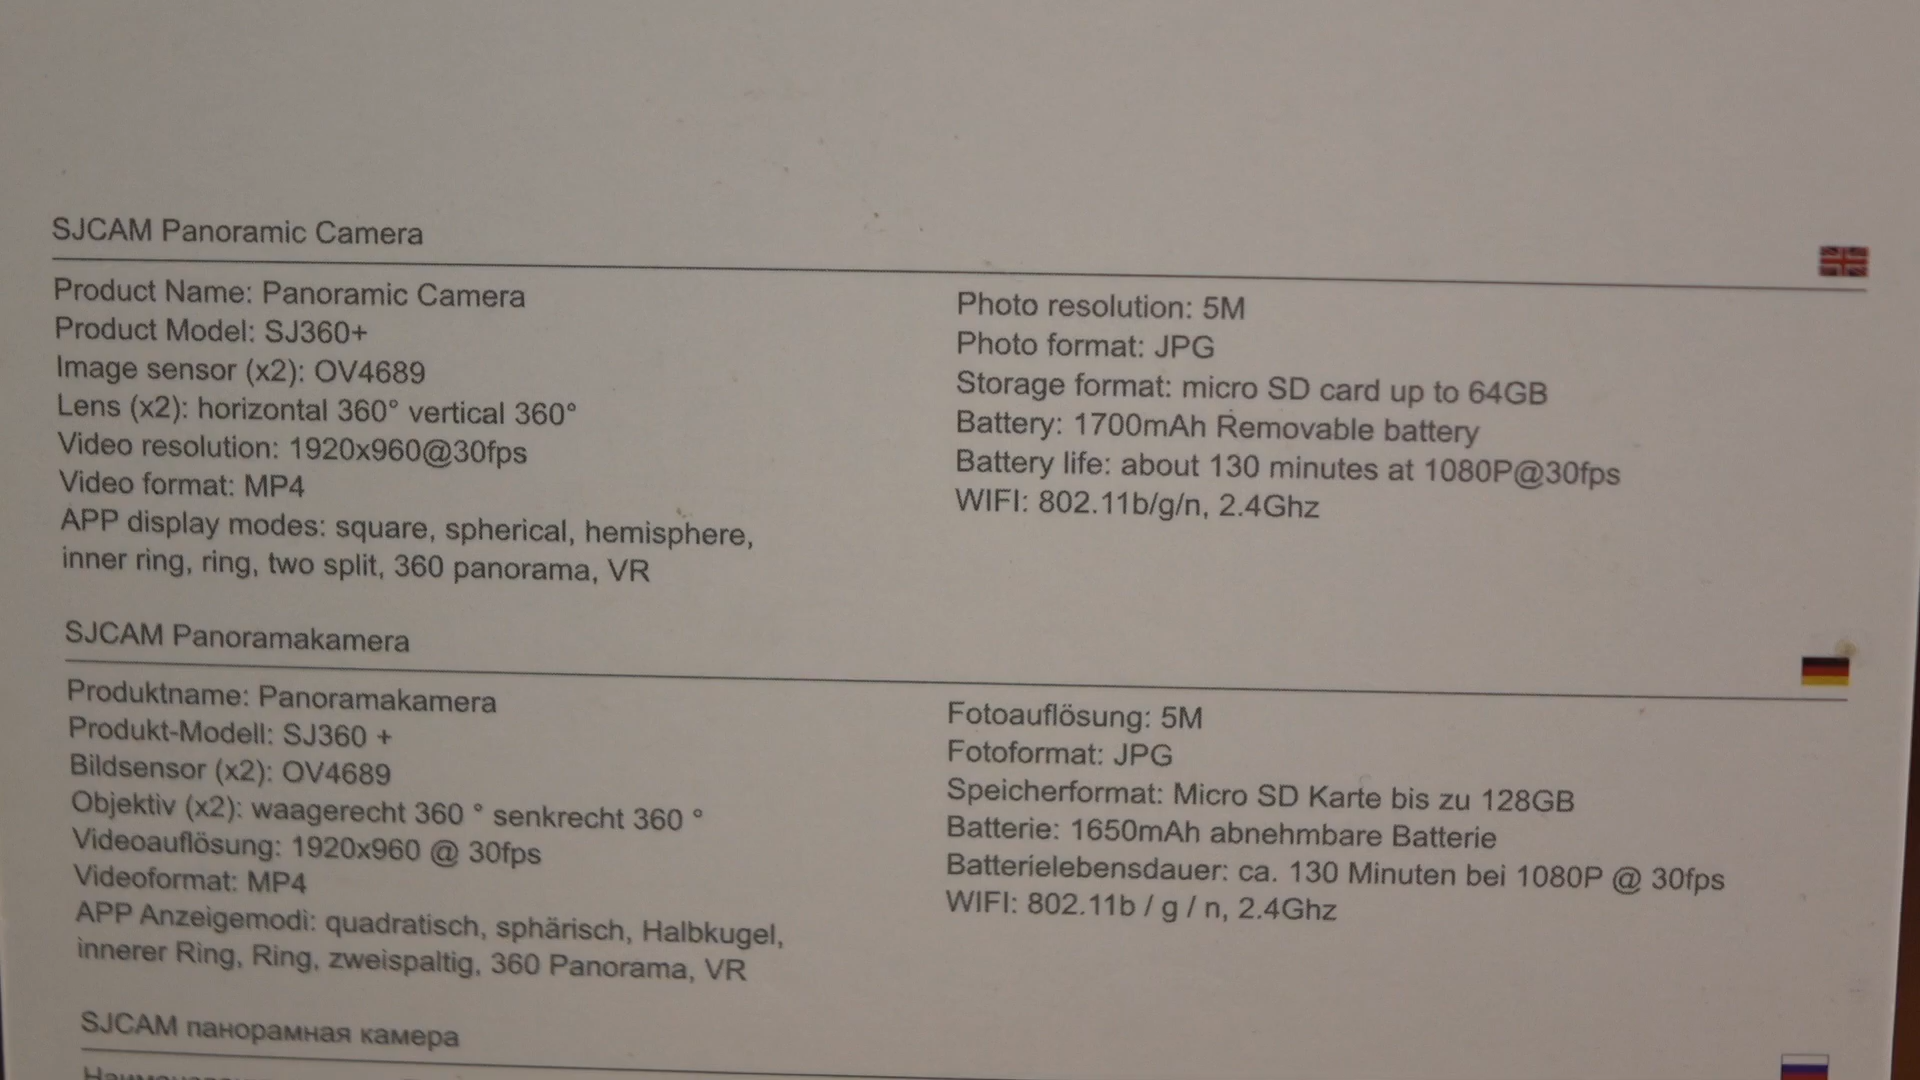 SJCAM Panoramic Camera
Product Name: Panoramic Camera
Product Model: SJ360+
Image sensor (x2): OV4689
Lens (x2): horizontal 360° vertical 360°
Video resolution: 1920x960@30fps
Video format: MP4
APP display modes: square, spherical, hemisphere,
inner ring, ring, two split, 360 panorama, VR
Photo resolution: 5M
Photo format: JPG
Storage format: micro SD card up to 64GB
Battery: 1700mAh Removable battery
Battery life: about 130 minutes at 1080P@30fps
WIFI: 802.11b/g/n, 2.4Ghz
SJCAM Panoramakamera
Produktname: Panoramakamera
Produkt-Modell: SJ360 +
Bildsensor (x2): OV4689
Objektiv (x2): waagerecht 360 ° senkrecht 360 °
Videoauflösung: 1920x960 @ 30fps
Videoformat: MP4
APP Anzeigemodi: quadratisch, sphärisch, Halbkugel,
innerer Ring, Ring, zweispaltig, 360 Panorama, VR
Fotoauflösung: 5M
Fotoformat: JPG
Speicherformat: Micro SD Karte bis zu 128GB
Batterie: 1650mAh abnehmbare Batterie
Batterielebensdauer: ca. 130 Minuten bei 1080P @ 30fps
WIFI: 802.11b / g / n, 2.4Ghz
SJCAM панорамная камера